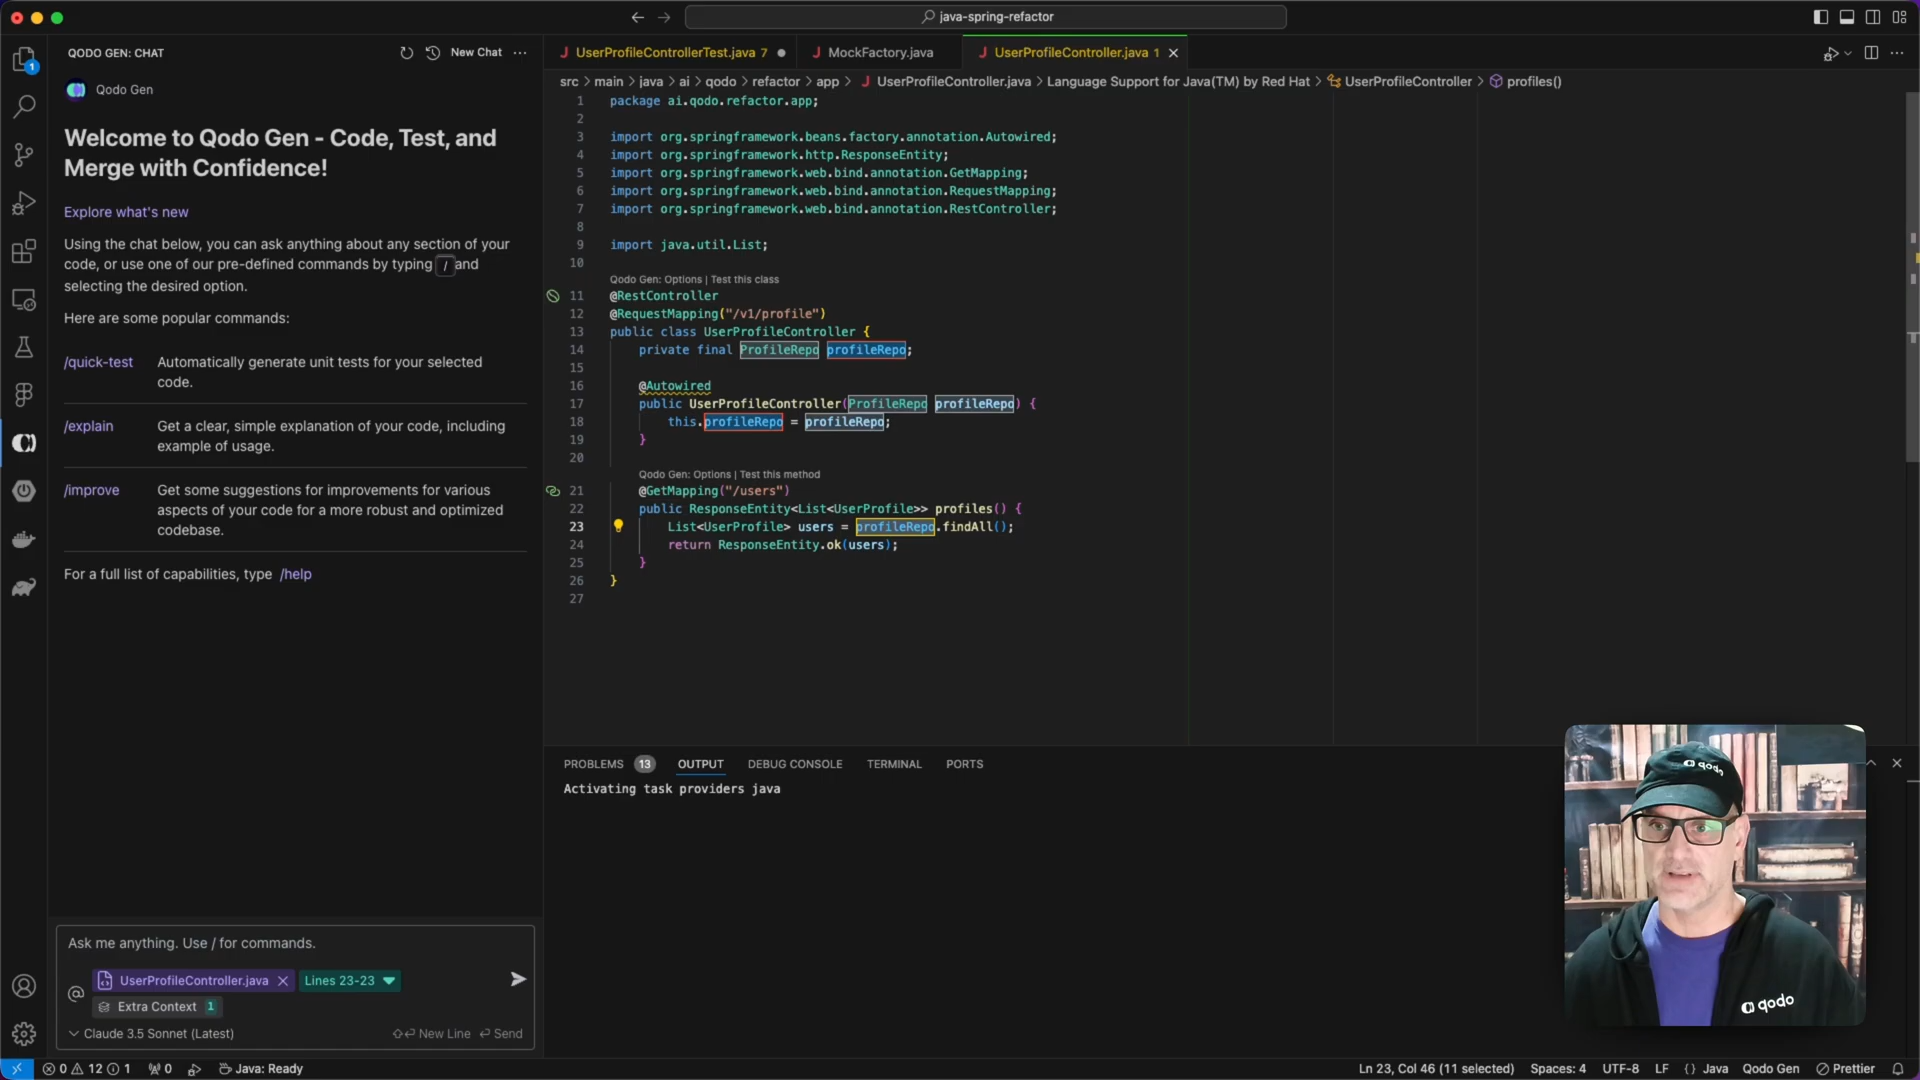 java-spring-refactor
QODO GEN: CHAT
New Chat
UserProfileControllerTest.java 7
MockFactory.java
UserProfileController.java 1
src > main > java > ai > qodo > refactor > app > UserProfileController.java > Language Support for Java(TM) by Red Hat > UserProfileController > profiles()
1
Qodo Gen
Welcome to Qodo Gen - Code, Test, and
Merge with Confidence!
Explore what's new
Using the chat below, you can ask anything about any section of your
code, or use one of our pre-defined commands by typing / and
selecting the desired option.
Here are some popular commands:
/quick-test Automatically generate unit tests for your selected
code.
/explain Get a clear, simple explanation of your code, including
example of usage.
/improve Get some suggestions for improvements for various
aspects of your code for a more robust and optimized
codebase.
For a full list of capabilities, type /help
1 package ai.qodo.refactor.app;
2
3 import org.springframework.beans.factory.annotation.Autowired;
4 import org.springframework.http.ResponseEntity;
5 import org.springframework.web.bind.annotation.GetMapping;
6 import org.springframework.web.bind.annotation.RequestMapping;
7 import org.springframework.web.bind.annotation.RestController;
8
9 import java.util.List;
10
Qodo Gen: Options | Test this class
11 @RestController
12 @RequestMapping("/v1/profile")
13 public class UserProfileController {
14 private final ProfileRepo profileRepo;
15
16 @Autowired
17 public UserProfileController(ProfileRepo profileRepo) {
18 this.profileRepo = profileRepo;
19 }
20
Qodo Gen: Options | Test this method
21 @GetMapping("/users")
22 public ResponseEntity<List<UserProfile>> profiles() {
23 List<UserProfile> users = profileRepo.findAll();
24 return ResponseEntity.ok(users);
25 }
26 }
27
PROBLEMS 13 OUTPUT DEBUG CONSOLE TERMINAL PORTS
Activating task providers java
qodo
qodo
Ask me anything. Use / for commands.
@ UserProfileController.java Lines 23-23
Extra Context 1
Claude 3.5 Sonnet (Latest) New Line Send
0 12 1 0 Java: Ready
Ln 23, Col 46 (11 selected) Spaces: 4 UTF-8 LF {} Java Qodo Gen Prettier